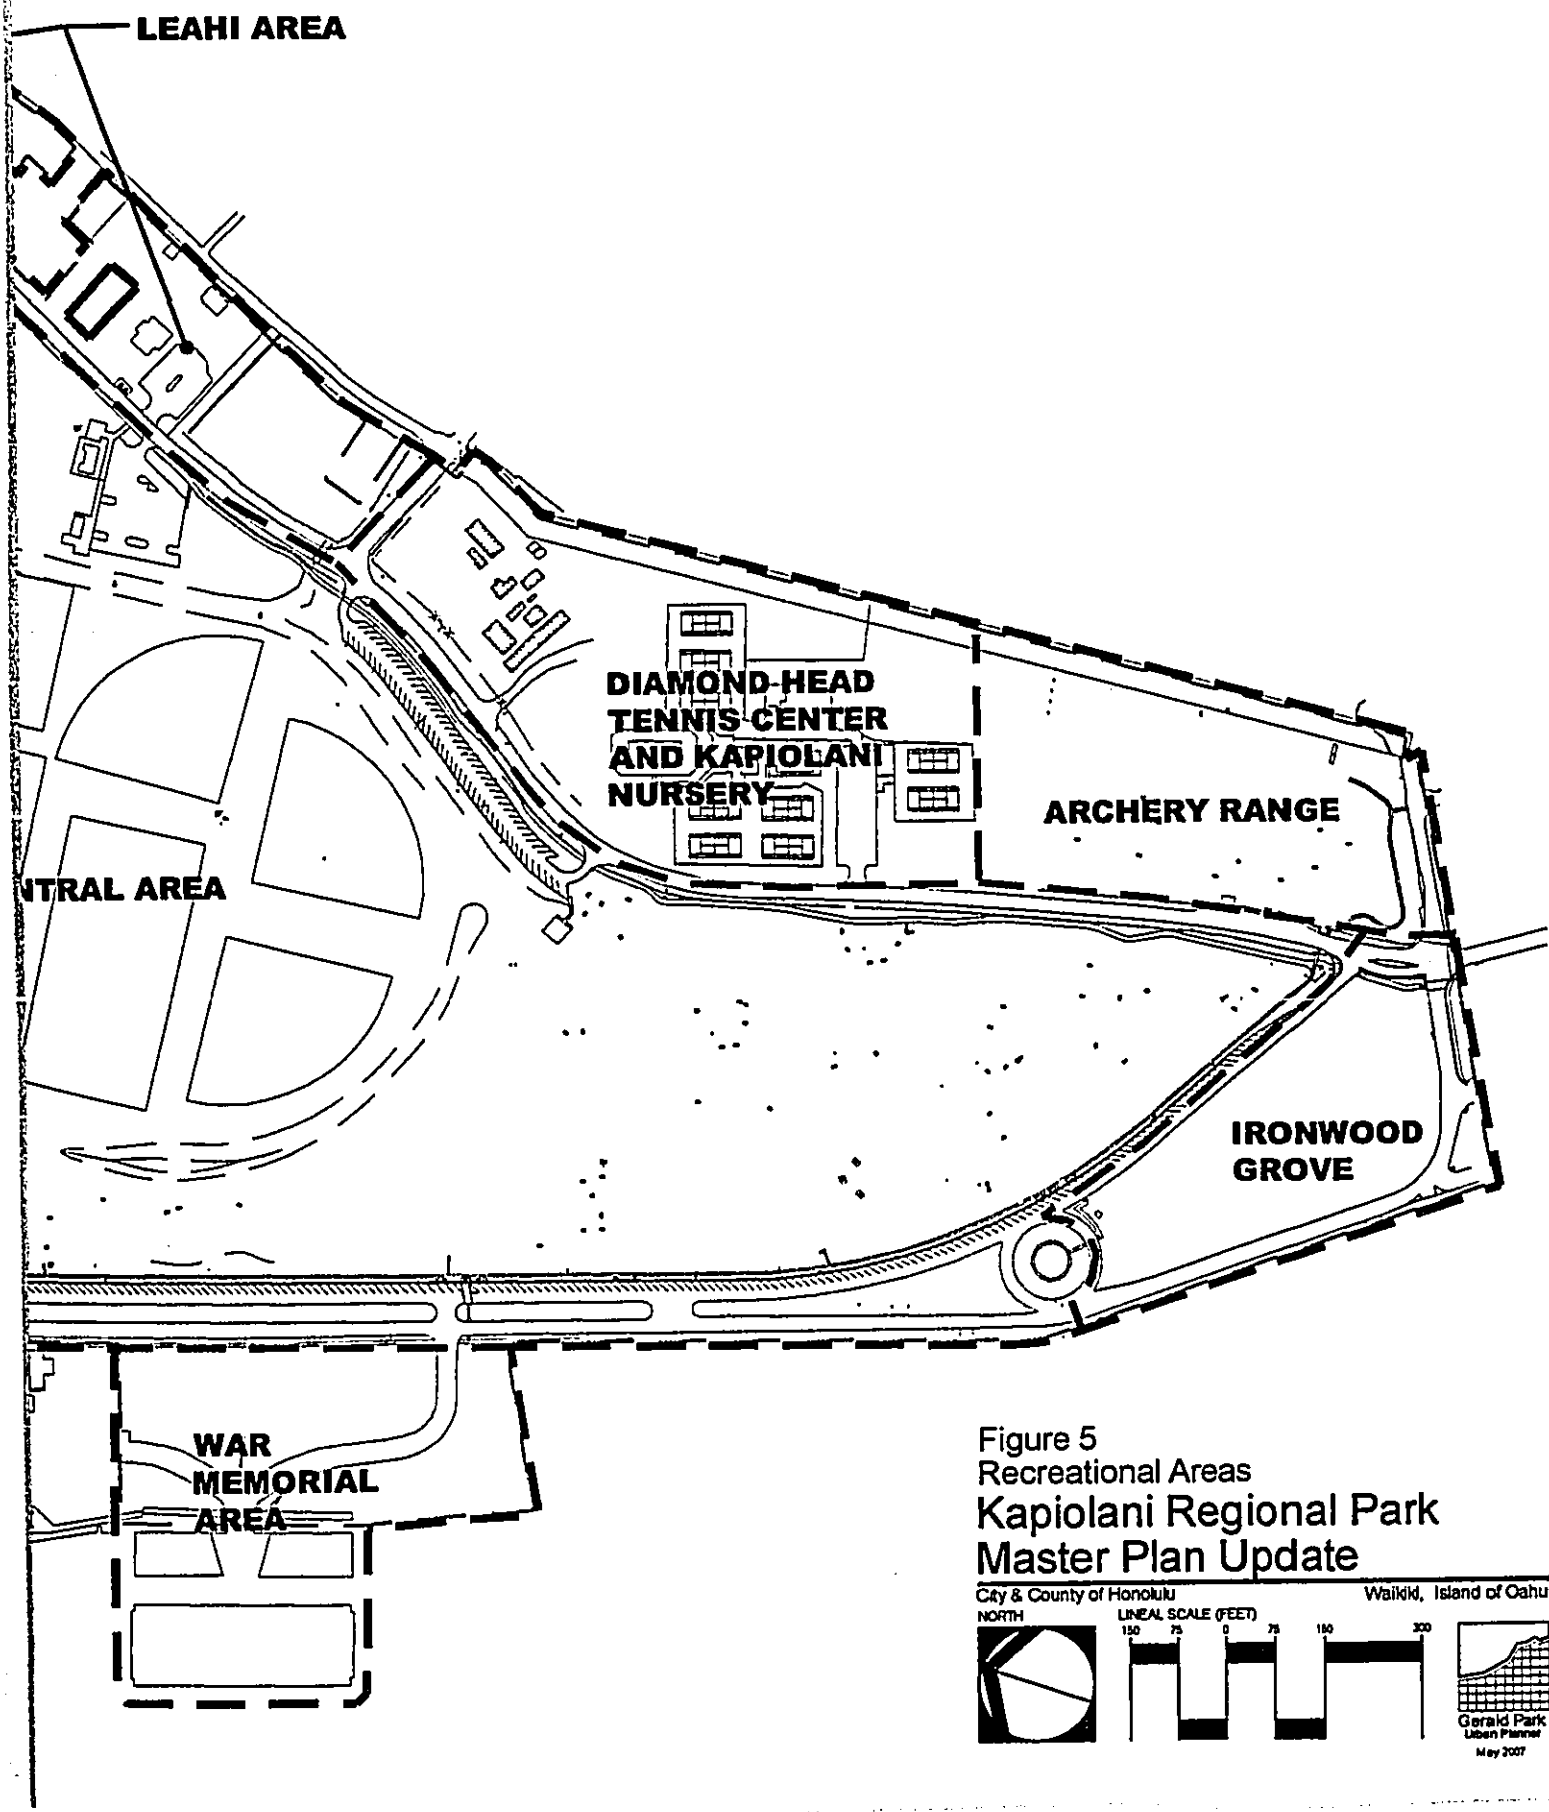 LEAHI AREA
DIAMOND HEAD
TENNIS CENTER
AND KAPIOLANI
NURSERY
ARCHERY RANGE
NTRAL AREA
IRONWOOD
GROVE
WAR
MEMORIAL
AREA
Figure 5
Recreational Areas
Kapiolani Regional Park
Master Plan Update
City & County of Honolulu Waikiki, Island of Oahu
NORTH LINEAL SCALE (FEET)
150 75 0 75 150 300
Gerald Park
Urban Planner
May 2007